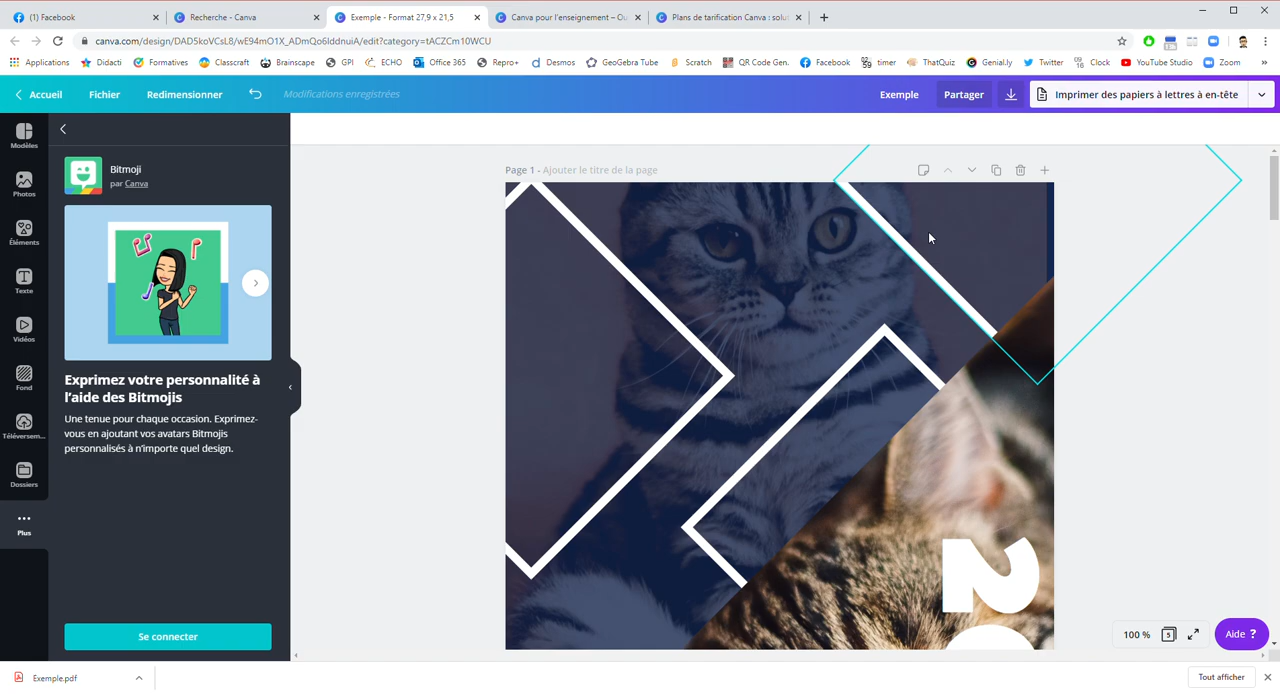 (1) Facebook
Recherche - Canva
Exemple - Format 27,9 x 21,5
Canva pour l'enseignement – Ou
Plans de tarification Canva : solu
canva.com/design/DAD5koVCsL8/wE94mO1X_ADmQo6lddnuiA/edit?category=tACZCm10WCU
Applications
Didacti
Formatives
Classcraft
Brainscape
GPI
ECHO
Office 365
Repro+
Desmos
GeoGebra Tube
Scratch
QR Code Gen.
Facebook
timer
ThatQuiz
Genial.ly
Twitter
Clock
YouTube Studio
Zoom
»
Accueil
Fichier
Redimensionner
Modifications enregistrées
Exemple
Partager
Imprimer des papiers à lettres à en-tête
Modèles
Photos
Éléments
Texte
Vidéos
Fond
Téléversem...
Dossiers
Plus
Bitmoji
par Canva
Exprimez votre personnalité à
l'aide des Bitmojis
Une tenue pour chaque occasion. Exprimez-
vous en ajoutant vos avatars Bitmojis
personnalisés à n'importe quel design.
Se connecter
Page 1 - Ajouter le titre de la page
2
100 %
5
Aide ?
Exemple.pdf
Tout afficher